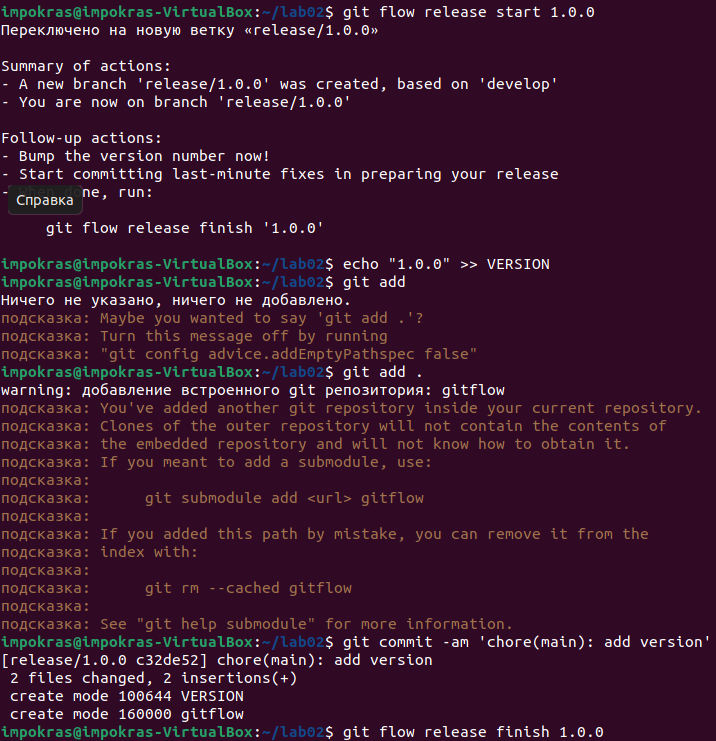 impokras@impokras-VirtualBox:~/lab02$ git flow release start 1.0.0
Переключено на новую ветку «release/1.0.0»
Summary of actions:
- A new branch 'release/1.0.0' was created, based on 'develop'
- You are now on branch 'release/1.0.0'
Follow-up actions:
- Bump the version number now!
- Start committing last-minute fixes in preparing your release
- When done, run:
Справка
git flow release finish '1.0.0'
impokras@impokras-VirtualBox:~/lab02$ echo "1.0.0" >> VERSION
impokras@impokras-VirtualBox:~/lab02$ git add
Ничего не указано, ничего не добавлено.
подсказка: Maybe you wanted to say 'git add .'?
подсказка: Turn this message off by running
подсказка: "git config advice.addEmptyPathspec false"
impokras@impokras-VirtualBox:~/lab02$ git add .
warning: добавление встроенного git репозитория: gitflow
подсказка: You've added another git repository inside your current repository.
подсказка: Clones of the outer repository will not contain the contents of
подсказка: the embedded repository and will not know how to obtain it.
подсказка: If you meant to add a submodule, use:
подсказка:
подсказка: git submodule add <url> gitflow
подсказка:
подсказка: If you added this path by mistake, you can remove it from the
подсказка: index with:
подсказка:
подсказка: git rm --cached gitflow
подсказка:
подсказка: See "git help submodule" for more information.
impokras@impokras-VirtualBox:~/lab02$ git commit -am 'chore(main): add version'
[release/1.0.0 c32de52] chore(main): add version
2 files changed, 2 insertions(+)
create mode 100644 VERSION
create mode 160000 gitflow
impokras@impokras-VirtualBox:~/lab02$ git flow release finish 1.0.0